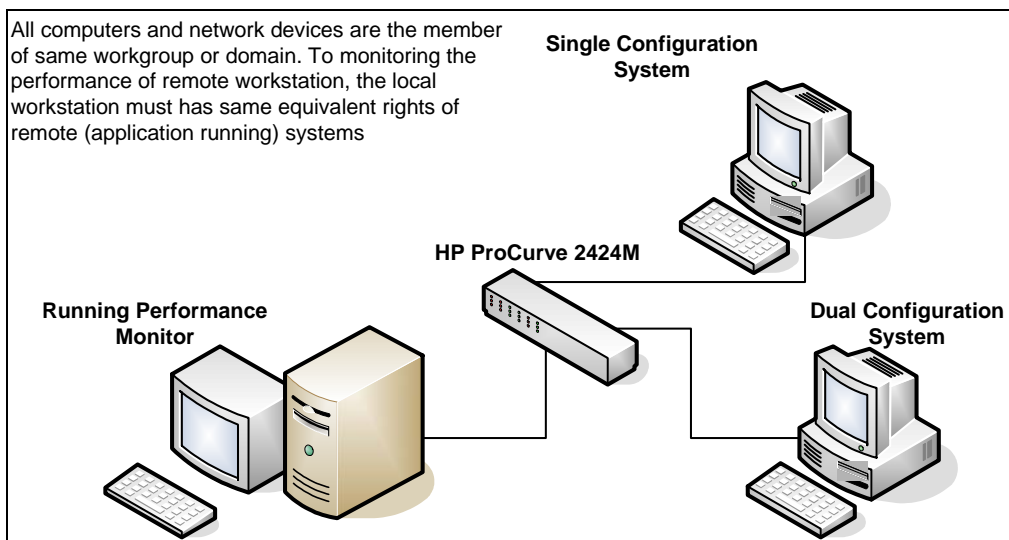 All computers and network devices are the member
of same workgroup or domain. To monitoring the
performance of remote workstation, the local
workstation must has same equivalent rights of
remote (application running) systems
Single Configuration
System
HP ProCurve 2424M
Running Performance
Monitor
Dual Configuration
System